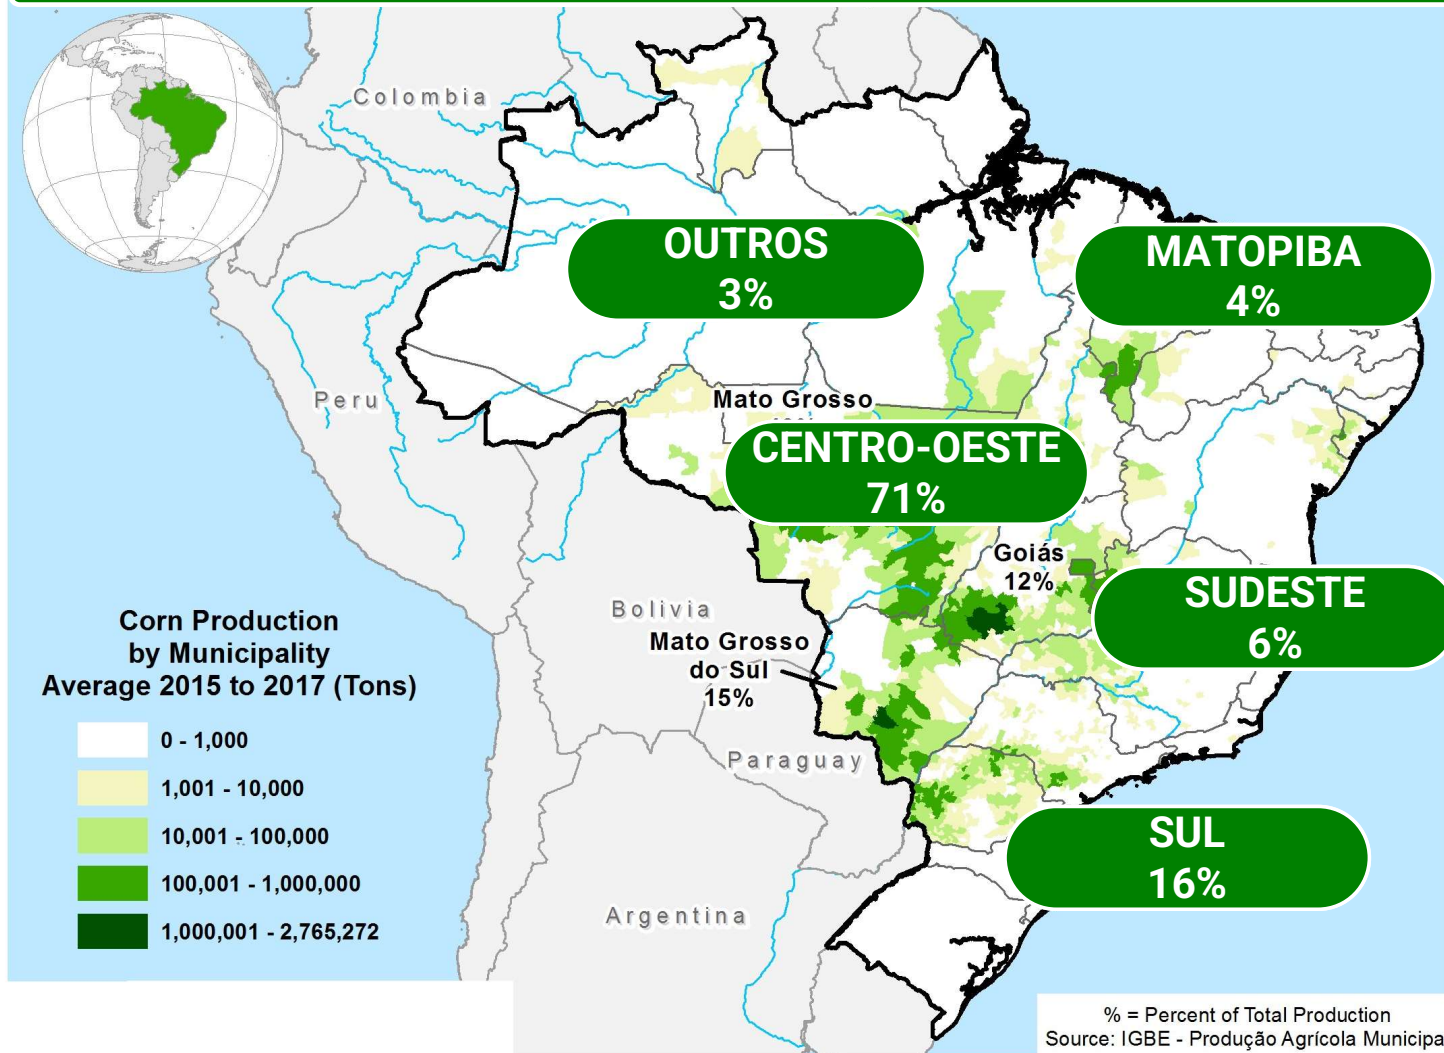 Colombia
OUTROS
3%
MATOPIBA
4%
Peru
Mato Grosso
CENTRO-OESTE
71%
Goiás
12%
SUDESTE
6%
Bolivia
Mato Grosso
do Sul
15%
Paraguay
SUL
16%
Argentina
Corn Production
by Municipality
Average 2015 to 2017 (Tons)
0 - 1,000
1,001 - 10,000
10,001 - 100,000
100,001 - 1,000,000
1,000,001 - 2,765,272
% = Percent of Total Production
Source: IGBE - Produção Agrícola Municipa